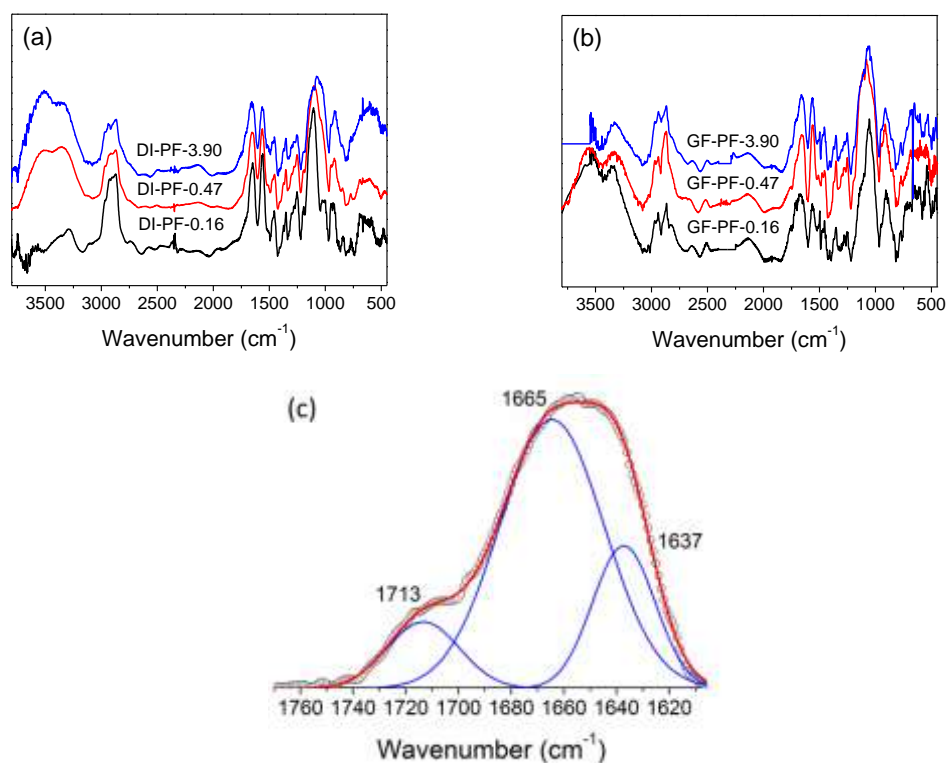 (a)
DI-PF-3.90
DI-PF-0.47
DI-PF-0.16
3500 3000 2500 2000 1500 1000 500
Wavenumber (cm⁻¹)
(b)
GF-PF-3.90
GF-PF-0.47
GF-PF-0.16
3500 3000 2500 2000 1500 1000 500
Wavenumber (cm⁻¹)
(c)
1665
1637
1713
1760 1740 1720 1700 1680 1660 1640 1620
Wavenumber (cm⁻¹)